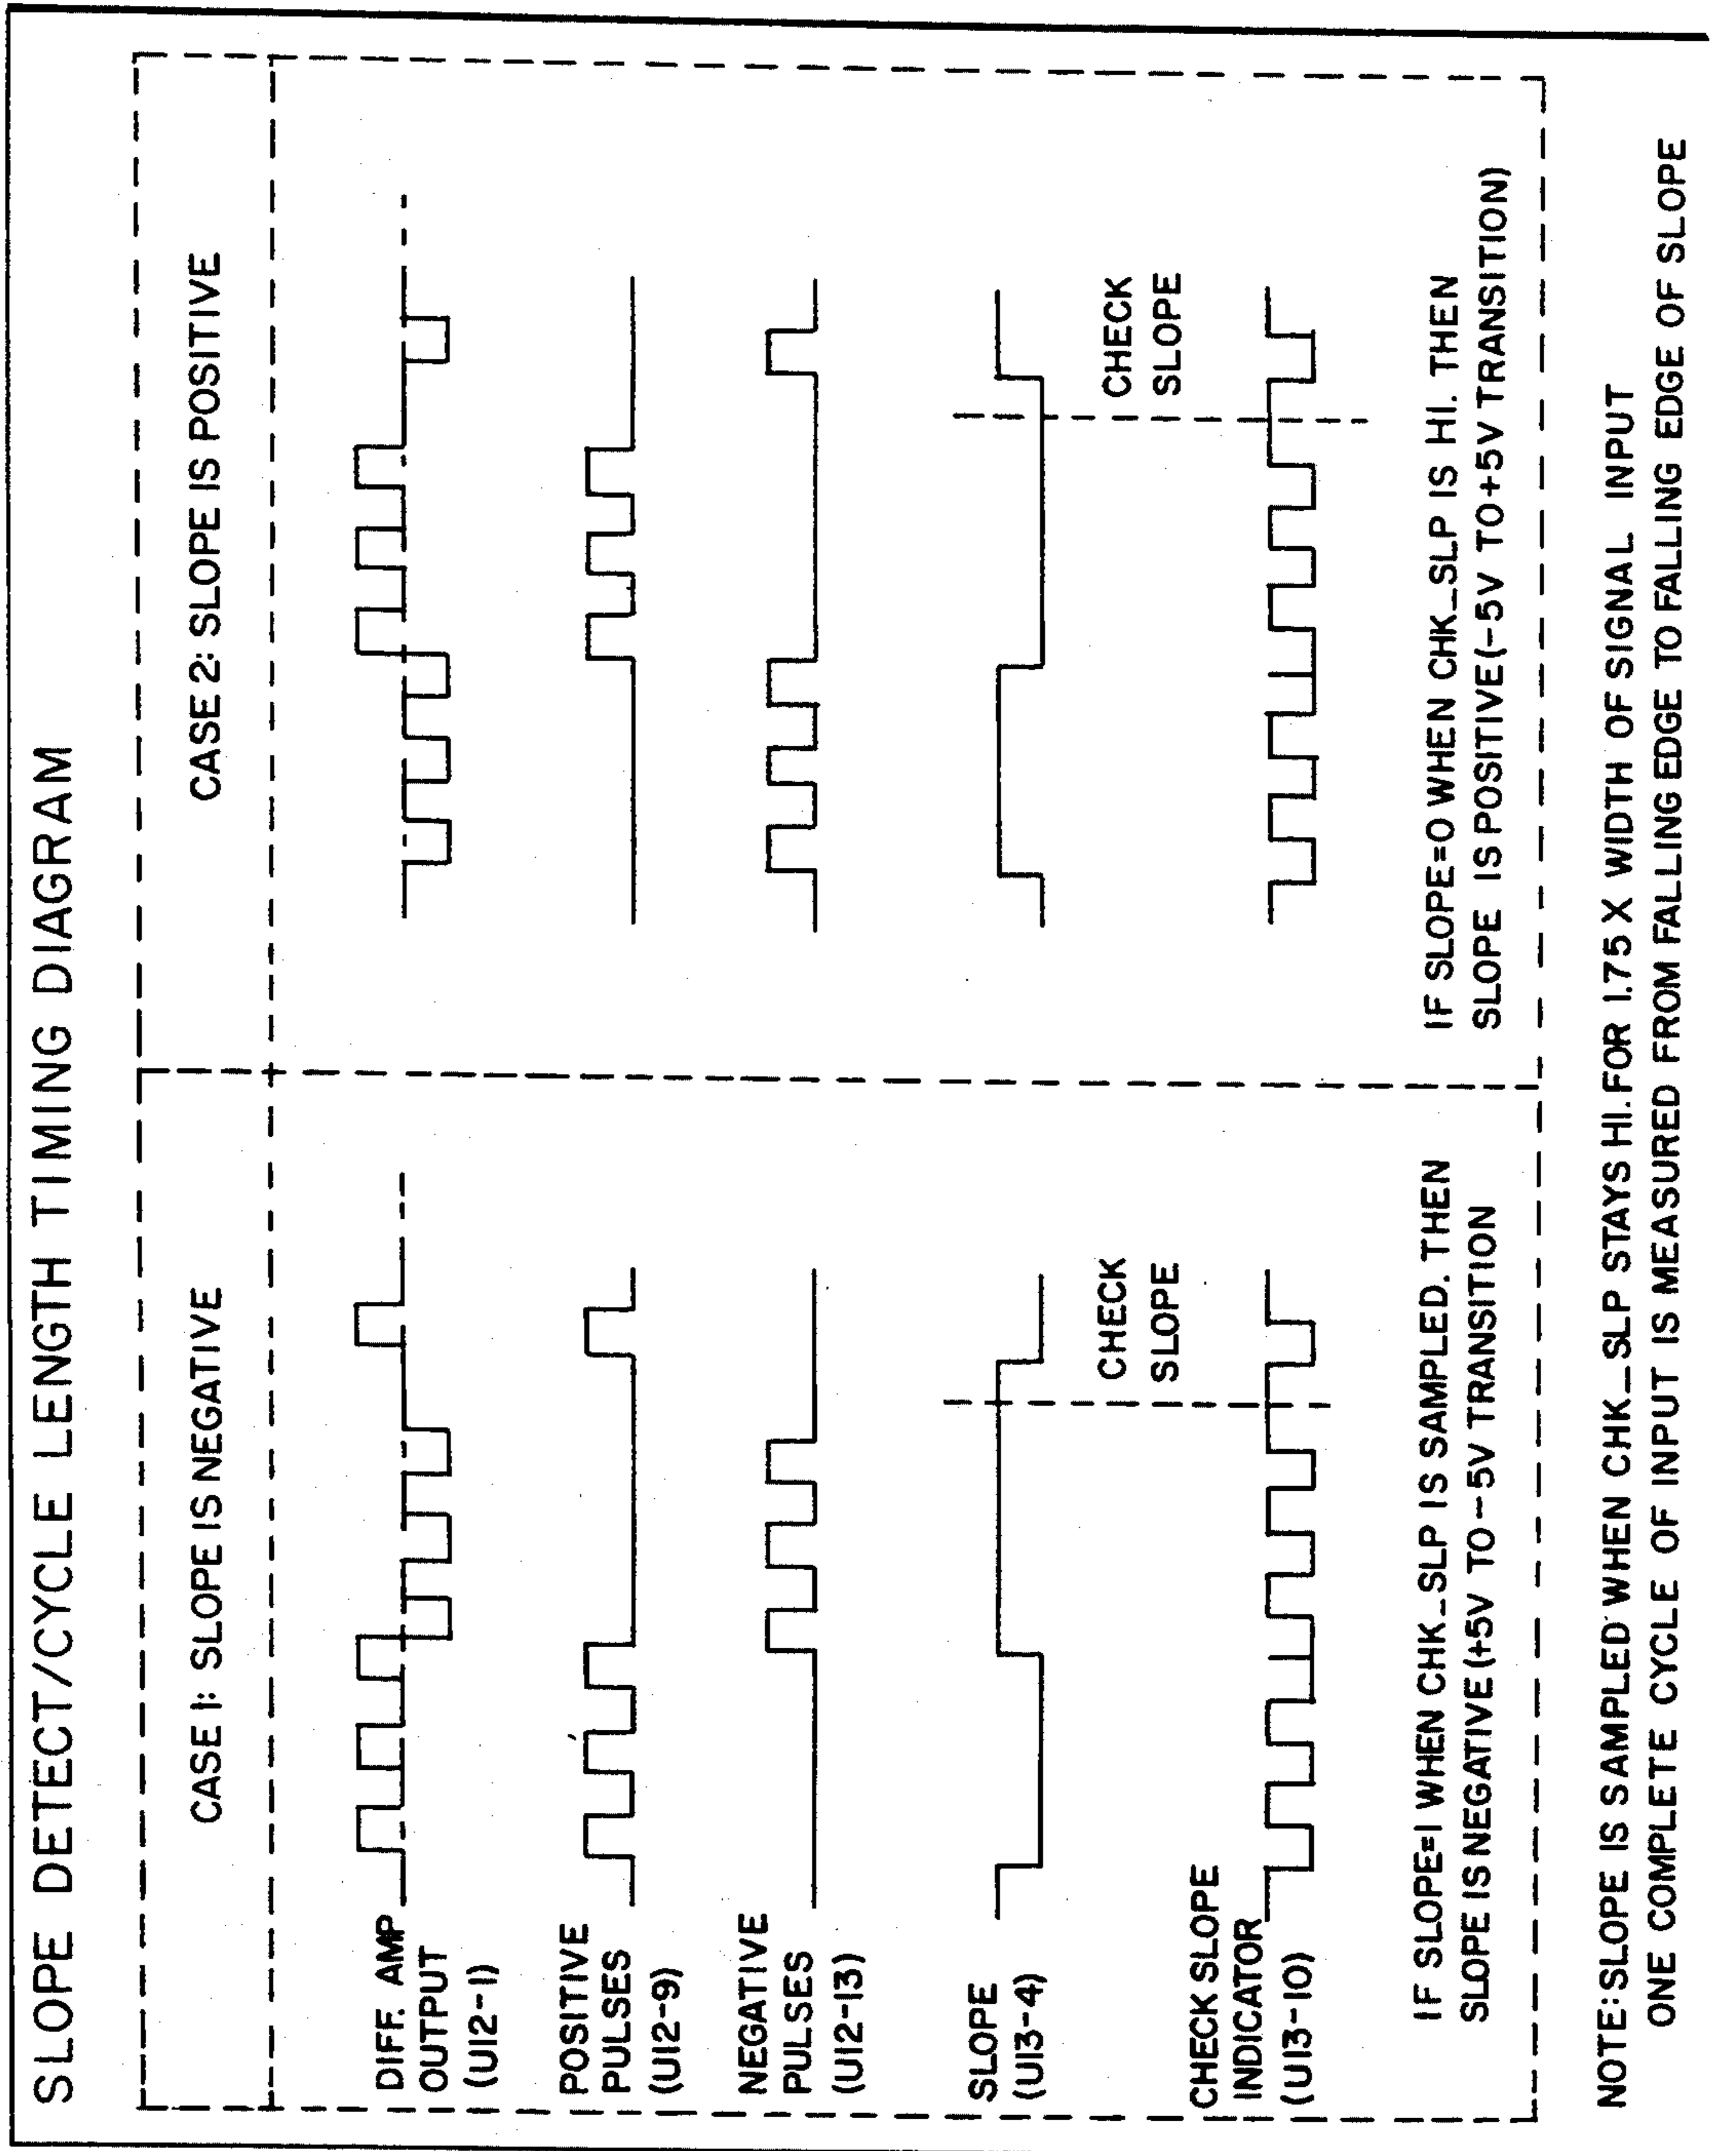 SLOPE DETECT/CYCLE LENGTH TIMING DIAGRAM
CASE 1: SLOPE IS NEGATIVE
CASE 2: SLOPE IS POSITIVE
DIFF. AMP
OUTPUT
(U12-1)
POSITIVE
PULSES
(U12-9)
NEGATIVE
PULSES
(U12-13)
SLOPE
(U13-4)
CHECK
SLOPE
CHECK
SLOPE
CHECK SLOPE
INDICATOR
(U13-10)
IF SLOPE=1 WHEN CHK_SLP IS SAMPLED. THEN
SLOPE IS NEGATIVE (+5V TO -5V TRANSITION
IF SLOPE=0 WHEN CHK_SLP IS HI. THEN
SLOPE IS POSITIVE (-5V TO +5V TRANSITION)
NOTE: SLOPE IS SAMPLED WHEN CHK_SLP STAYS HI. FOR 1.75 X WIDTH OF SIGNAL INPUT
ONE COMPLETE CYCLE OF INPUT IS MEASURED FROM FALLING EDGE TO FALLING EDGE OF SLOPE